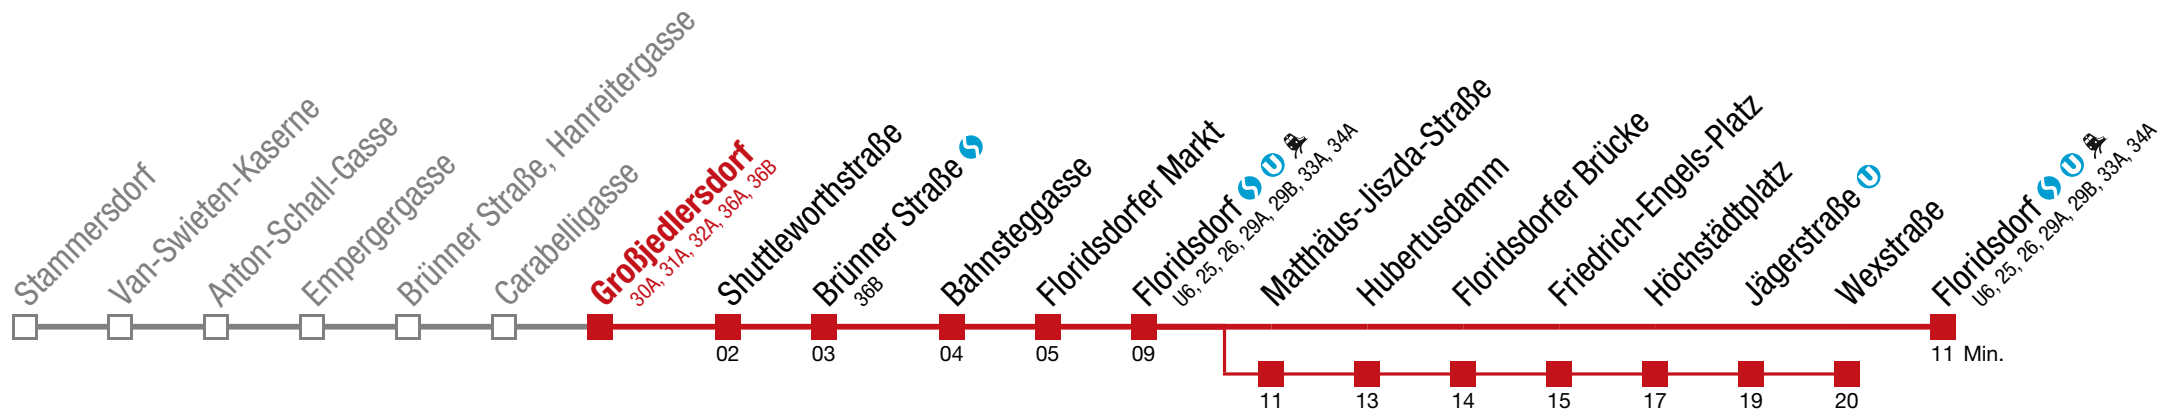 Stammersdorf
Van-Swieten-Kaserne
Anton-Schall-Gasse
Empergergasse
Brünner Straße, Hanreitergasse
Carabelligasse
Großjedlersdorf
30A, 31A, 32A, 36A, 36B
Shuttleworthstraße
Brünner Straße S
36B
Bahnsteggasse
Floridsdorfer Markt
Floridsdorf S U
U6, 25, 26, 29A, 29B, 33A, 34A
Matthäus-Jiszda-Straße
Hubertusdamm
Floridsdorfer Brücke
Friedrich-Engels-Platz
Höchstädtplatz
Jägerstraße U
Wexstraße
Floridsdorf S U
U6, 25, 26, 29A, 29B, 33A, 34A
02 03 04 05 09 11 Min.
11 13 14 15 17 19 20